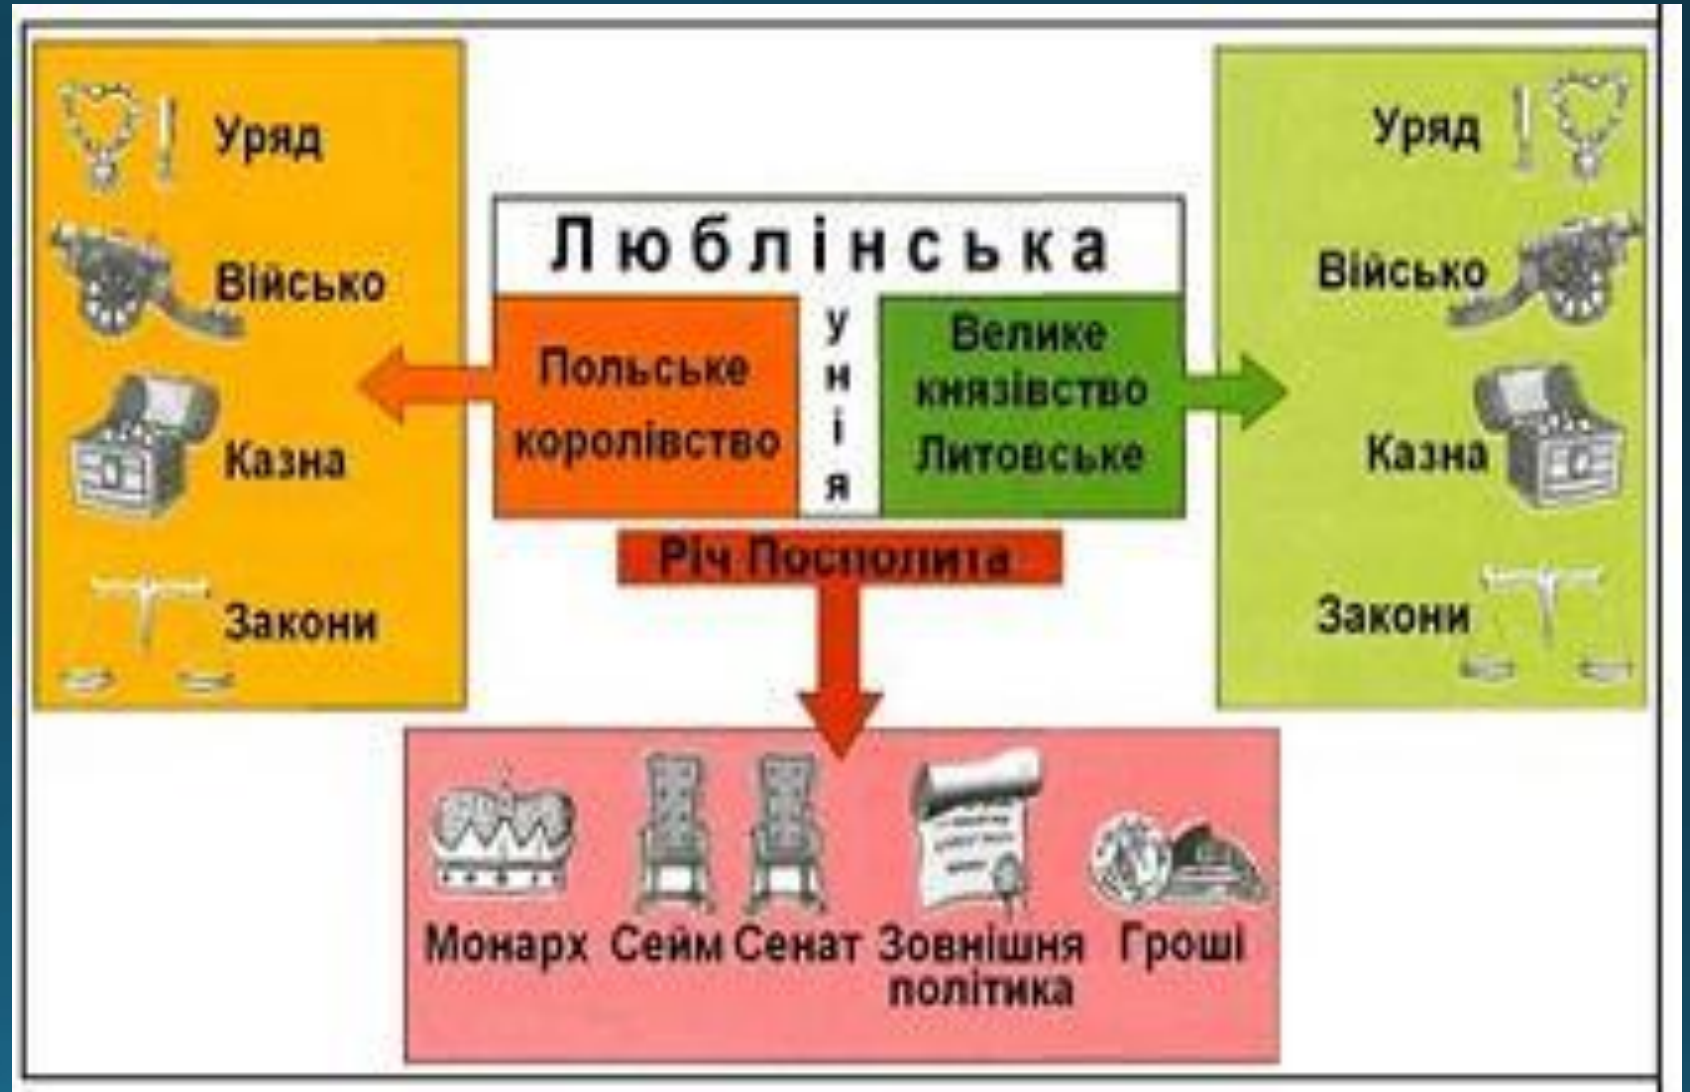 Уряд
Військо
Казна
Закони
Люблінська
унія
Польське
королівство
Велике
князівство
Литовське
Річ Посполита
Уряд
Військо
Казна
Закони
Монарх Сейм Сенат Зовнішня політика Гроші